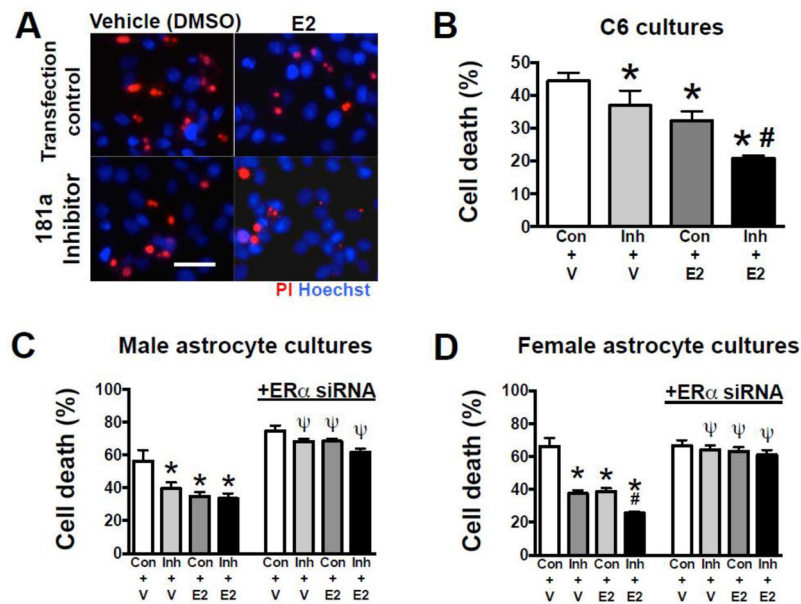 A
Vehicle (DMSO)
E2
Transfection
control
181a
Inhibitor
PI Hoechst
B
C6 cultures
Cell death (%)
50
40
30
20
10
0
*
*
* #
Con Inh Con Inh
+ + + +
V V E2 E2
C
Male astrocyte cultures
Cell death (%)
100
80
60
40
20
0
+ERα siRNA
* * *
ψ ψ ψ
Con Inh Con Inh Con Inh Con Inh
+ + + + + + + +
V V E2 E2 V V E2 E2
D
Female astrocyte cultures
Cell death (%)
100
80
60
40
20
0
+ERα siRNA
* * *
#
ψ ψ ψ
Con Inh Con Inh Con Inh Con Inh
+ + + + + + + +
V V E2 E2 V V E2 E2